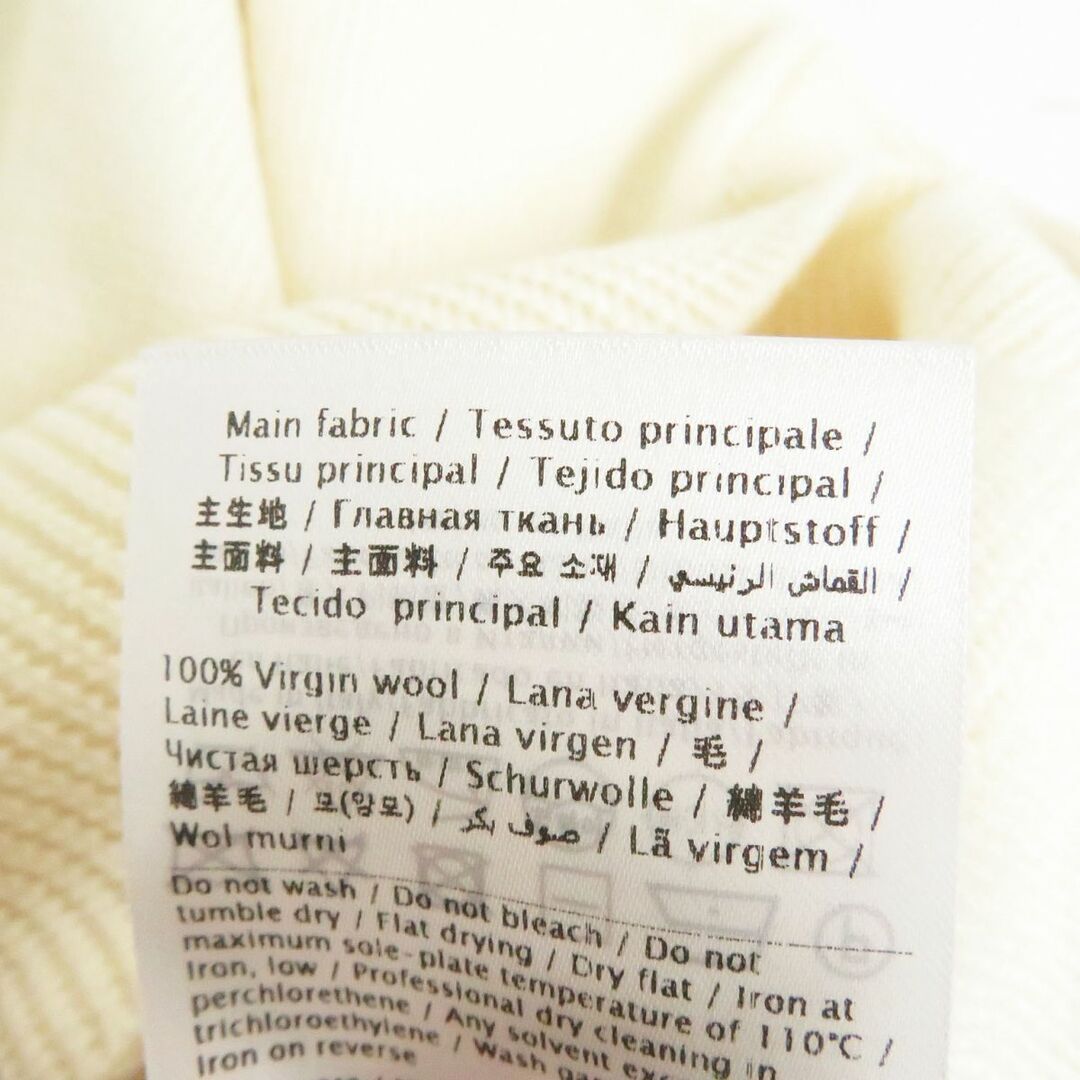 Main fabric / Tessuto principale /
Tissu principal / Tejido principal /
主生地 / Главная ткань / Hauptstoff /
主面料 / 主面料 / 주요 소재 / القماش الرئيسي /
Tecido principal / Kain utama
100% Virgin wool / Lana vergine /
Laine vierge / Lana virgen / 毛 /
Чистая шерсть / Schurwolle / 綿羊毛 /
綿羊毛 / 모(양모) / صوف بكر / Lã virgem /
Wol murni
Do not wash / Do not bleach / Do not
tumble dry / Flat drying / Dry flat / Iron at
maximum sole-plate temperature of 110°C /
Iron, low / Professional dry cleaning in
perchlorethene / Any solvent
trichloroethylene / Wash
Iron on reverse